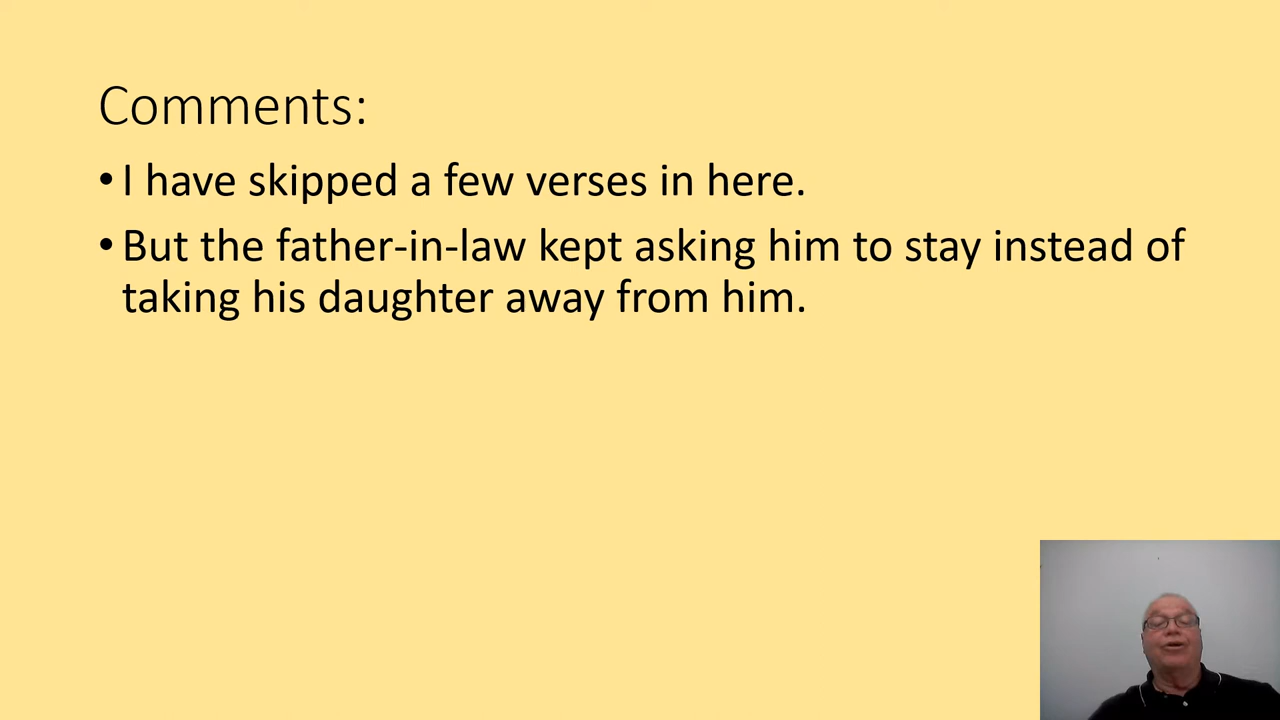 Comments:
•I have skipped a few verses in here.
•But the father-in-law kept asking him to stay instead of
taking his daughter away from him.